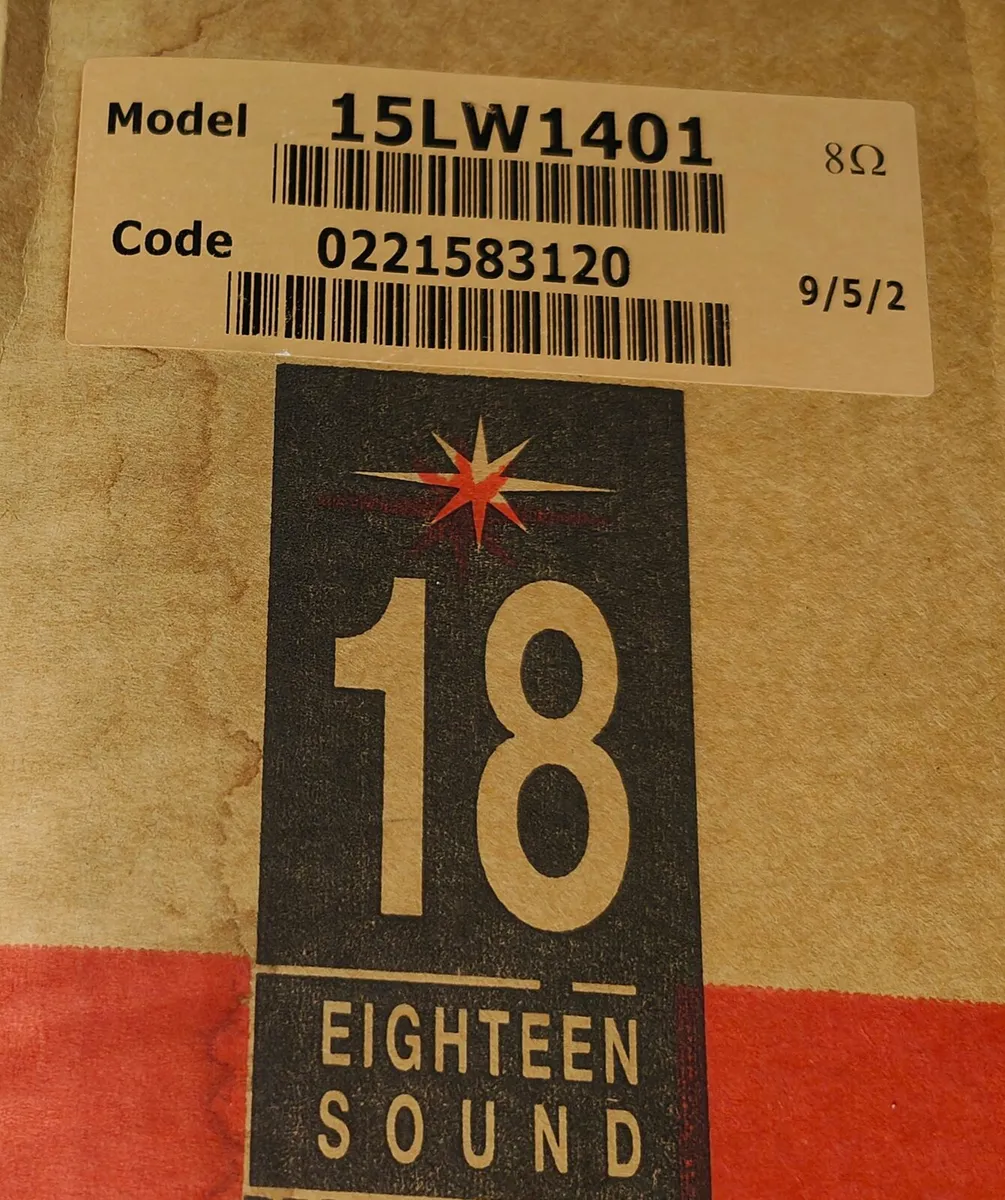 Model 15LW1401 8Ω
Code 0221583120 9/5/2
18
EIGHTEEN
SOUND